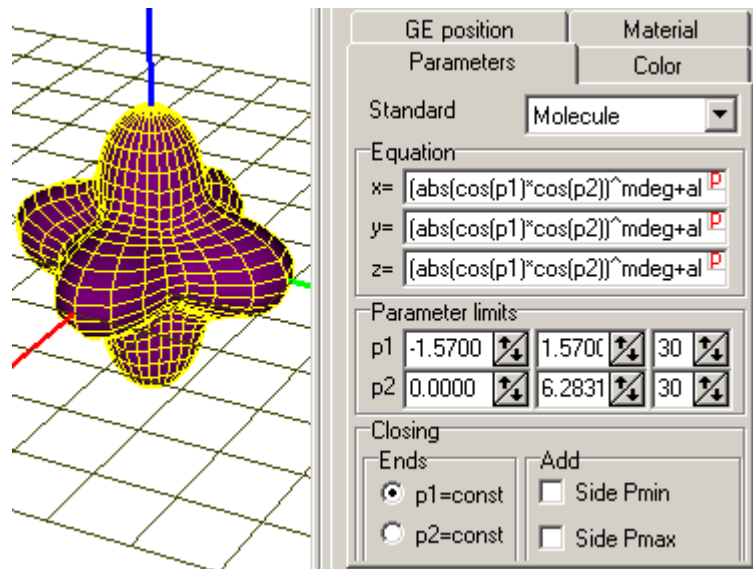 GE position Material
Parameters Color
Standard Molecule
Equation
x= (abs(cos(p1)*cos(p2))^mdeg+al P
y= (abs(cos(p1)*cos(p2))^mdeg+al P
z= (abs(cos(p1)*cos(p2))^mdeg+al P
Parameter limits
p1 -1.5700 1.570( 30
p2 0.0000 6.2831 30
Closing
Ends Add
p1=const Side Pmin
p2=const Side Pmax